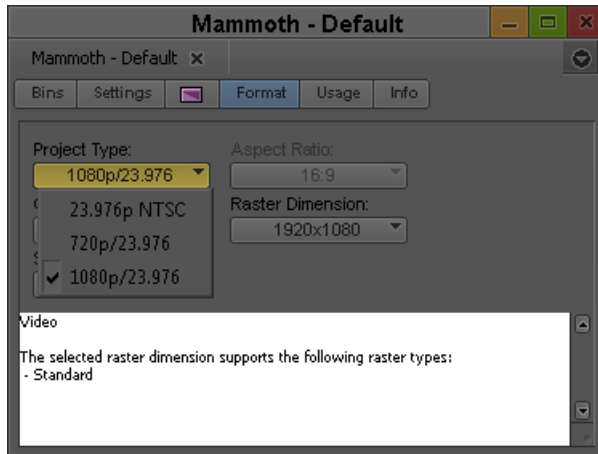 Mammoth - Default
Mammoth - Default
Bins Settings Format Usage Info
Project Type: Aspect Ratio:
1080p/23.976 16:9
23.976p NTSC
Raster Dimension:
720p/23.976
1920x1080
1080p/23.976
Video
The selected raster dimension supports the following raster types:
- Standard